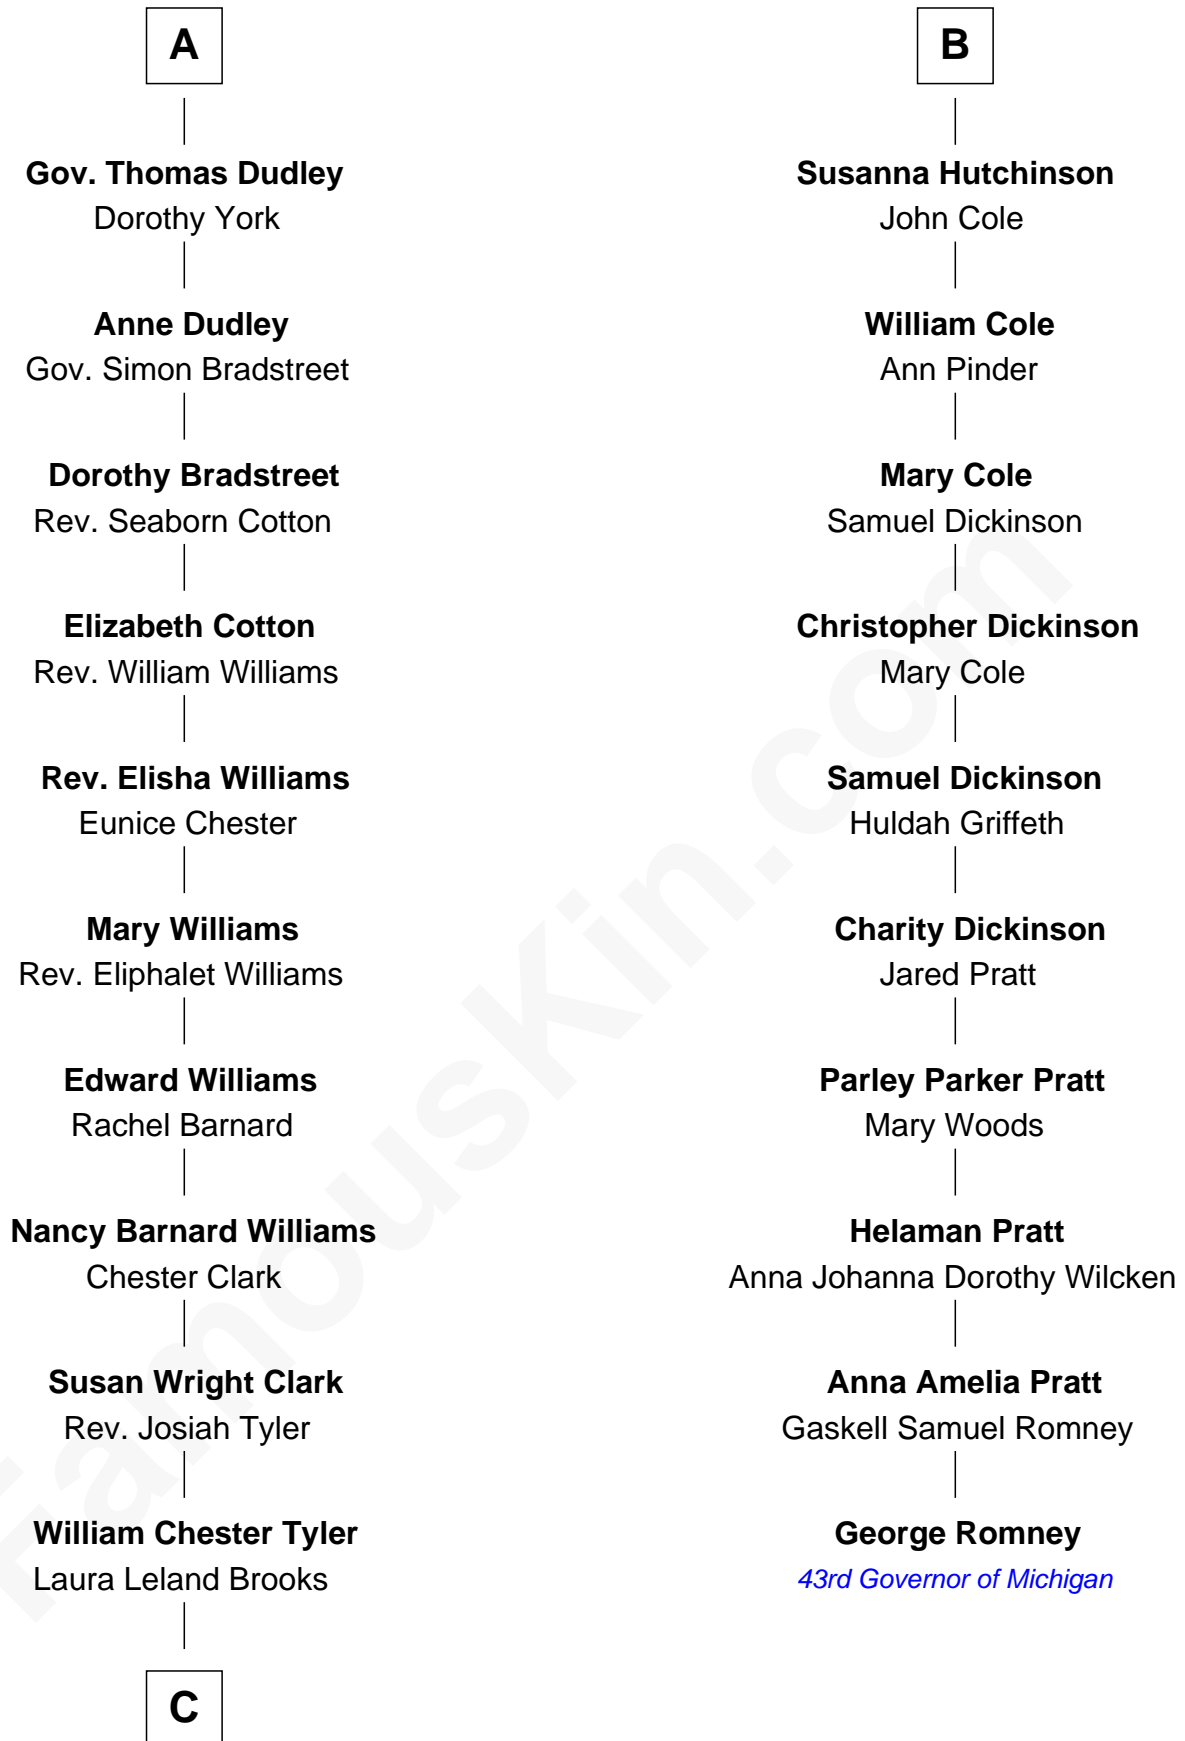 A
Gov. Thomas Dudley
Dorothy York
Anne Dudley
Gov. Simon Bradstreet
Dorothy Bradstreet
Rev. Seaborn Cotton
Elizabeth Cotton
Rev. William Williams
Rev. Elisha Williams
Eunice Chester
Mary Williams
Rev. Eliphalet Williams
Edward Williams
Rachel Barnard
Nancy Barnard Williams
Chester Clark
Susan Wright Clark
Rev. Josiah Tyler
William Chester Tyler
Laura Leland Brooks
C
B
Susanna Hutchinson
John Cole
William Cole
Ann Pinder
Mary Cole
Samuel Dickinson
Christopher Dickinson
Mary Cole
Samuel Dickinson
Huldah Griffeth
Charity Dickinson
Jared Pratt
Parley Parker Pratt
Mary Woods
Helaman Pratt
Anna Johanna Dorothy Wilcken
Anna Amelia Pratt
Gaskell Samuel Romney
George Romney
43rd Governor of Michigan
FamousKin.com